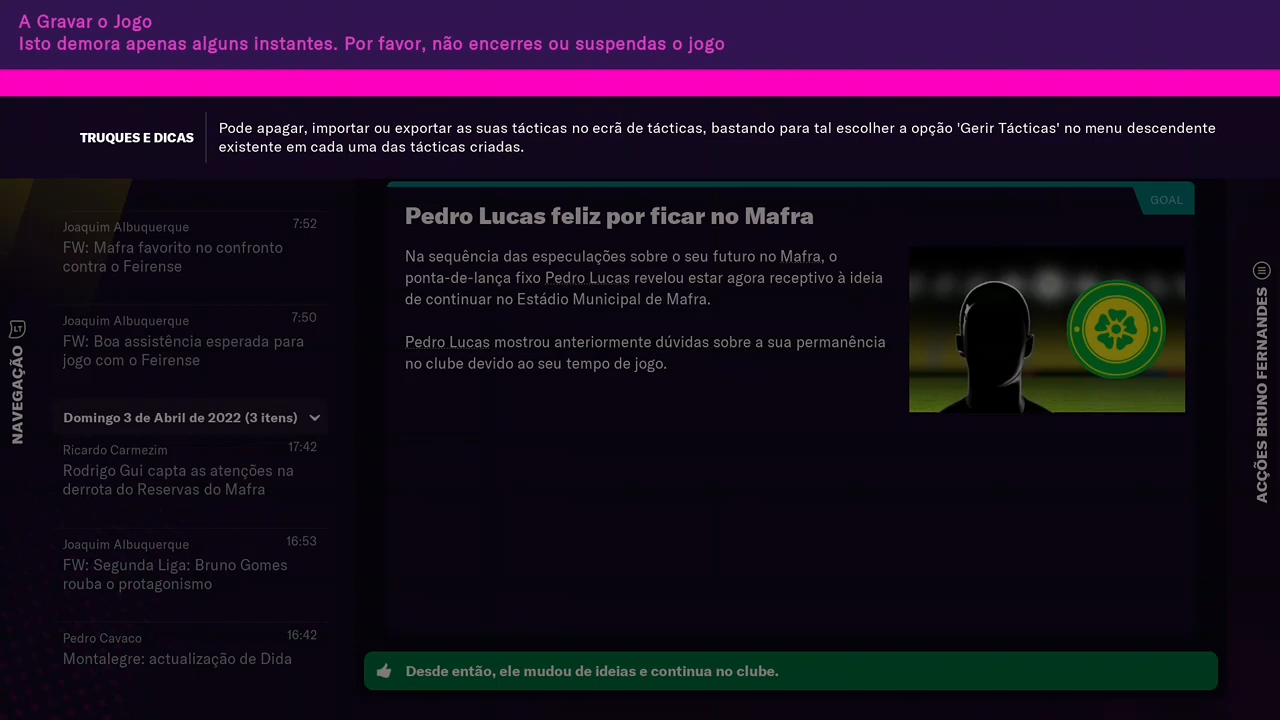 A Gravar o Jogo
Isto demora apenas alguns instantes. Por favor, não encerres ou suspendas o jogo
TRUQUES E DICAS
Pode apagar, importar ou exportar as suas tácticas no ecrã de tácticas, bastando para tal escolher a opção 'Gerir Tácticas' no menu descendente
existente em cada uma das tácticas criadas.
LT
NAVEGAÇÃO
Joaquim Albuquerque 7:52
FW: Mafra favorito no confronto
contra o Feirense
Joaquim Albuquerque 7:50
FW: Boa assistência esperada para
jogo com o Feirense
Domingo 3 de Abril de 2022 (3 itens)
Ricardo Carmezim 17:42
Rodrigo Gui capta as atenções na
derrota do Reservas do Mafra
Joaquim Albuquerque 16:53
FW: Segunda Liga: Bruno Gomes
rouba o protagonismo
Pedro Cavaco 16:42
Montalegre: actualização de Dida
GOAL
Pedro Lucas feliz por ficar no Mafra
Na sequência das especulações sobre o seu futuro no Mafra, o
ponta-de-lança fixo Pedro Lucas revelou estar agora receptivo à ideia
de continuar no Estádio Municipal de Mafra.
Pedro Lucas mostrou anteriormente dúvidas sobre a sua permanência
no clube devido ao seu tempo de jogo.
Desde então, ele mudou de ideias e continua no clube.
ACÇÕES BRUNO FERNANDES